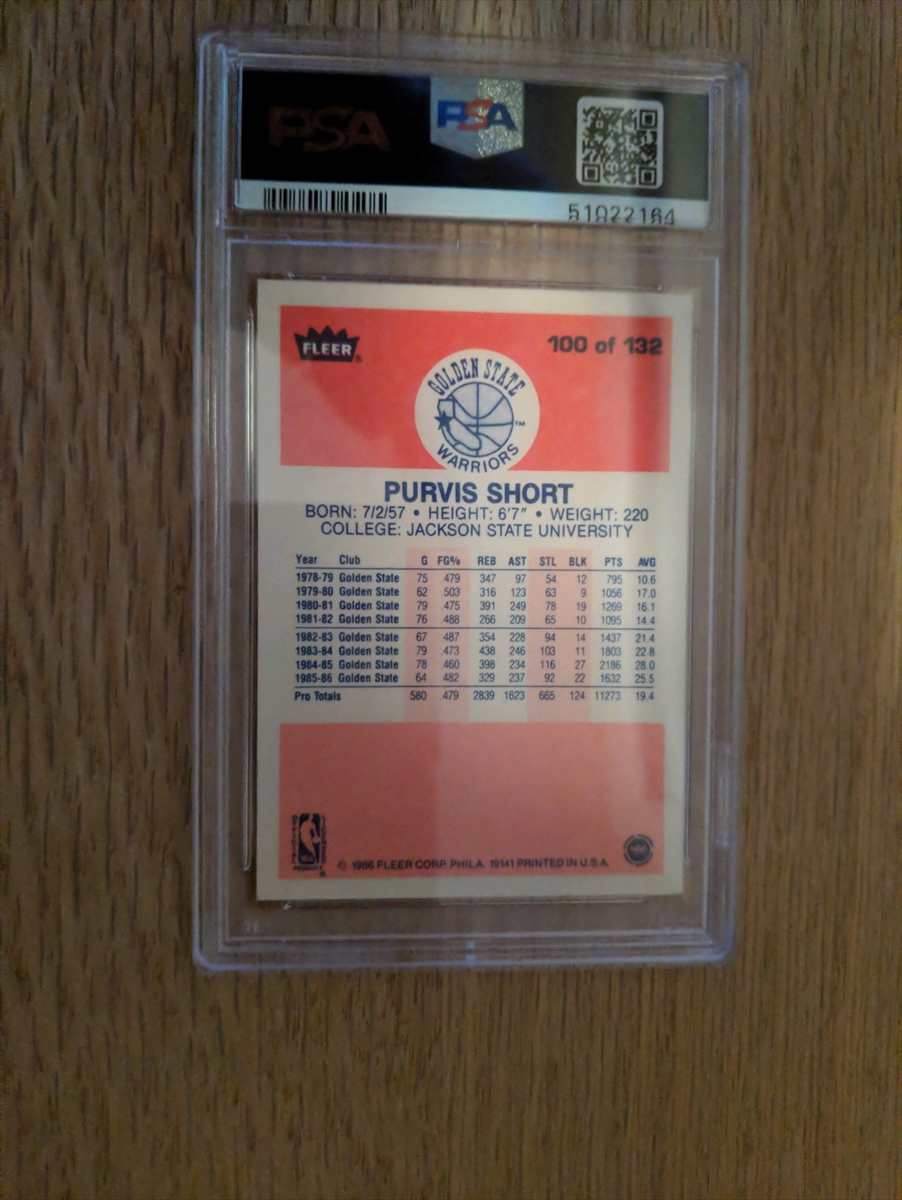 PSA PSA
51022164
FLEER 100 of 132
GOLDEN STATE
WARRIORS
PURVIS SHORT
BORN: 7/2/57 • HEIGHT: 6'7" • WEIGHT: 220
COLLEGE: JACKSON STATE UNIVERSITY
Year Club G FG% REB AST STL BLK PTS AVG
1978-79 Golden State 75 .479 347 97 54 12 795 10.6
1979-80 Golden State 62 .503 316 123 63 9 1056 17.0
1980-81 Golden State 79 .475 391 249 78 19 1269 16.1
1981-82 Golden State 76 .488 266 209 65 10 1095 14.4
1982-83 Golden State 67 .487 354 228 94 14 1437 21.4
1983-84 Golden State 79 .473 438 246 103 11 1803 22.8
1984-85 Golden State 78 .460 398 234 116 27 2186 28.0
1985-86 Golden State 64 .482 329 237 92 22 1632 25.5
Pro Totals 580 .479 2839 1623 665 124 11273 19.4
© 1986 FLEER CORP. PHILA. 19141 PRINTED IN U.S.A.